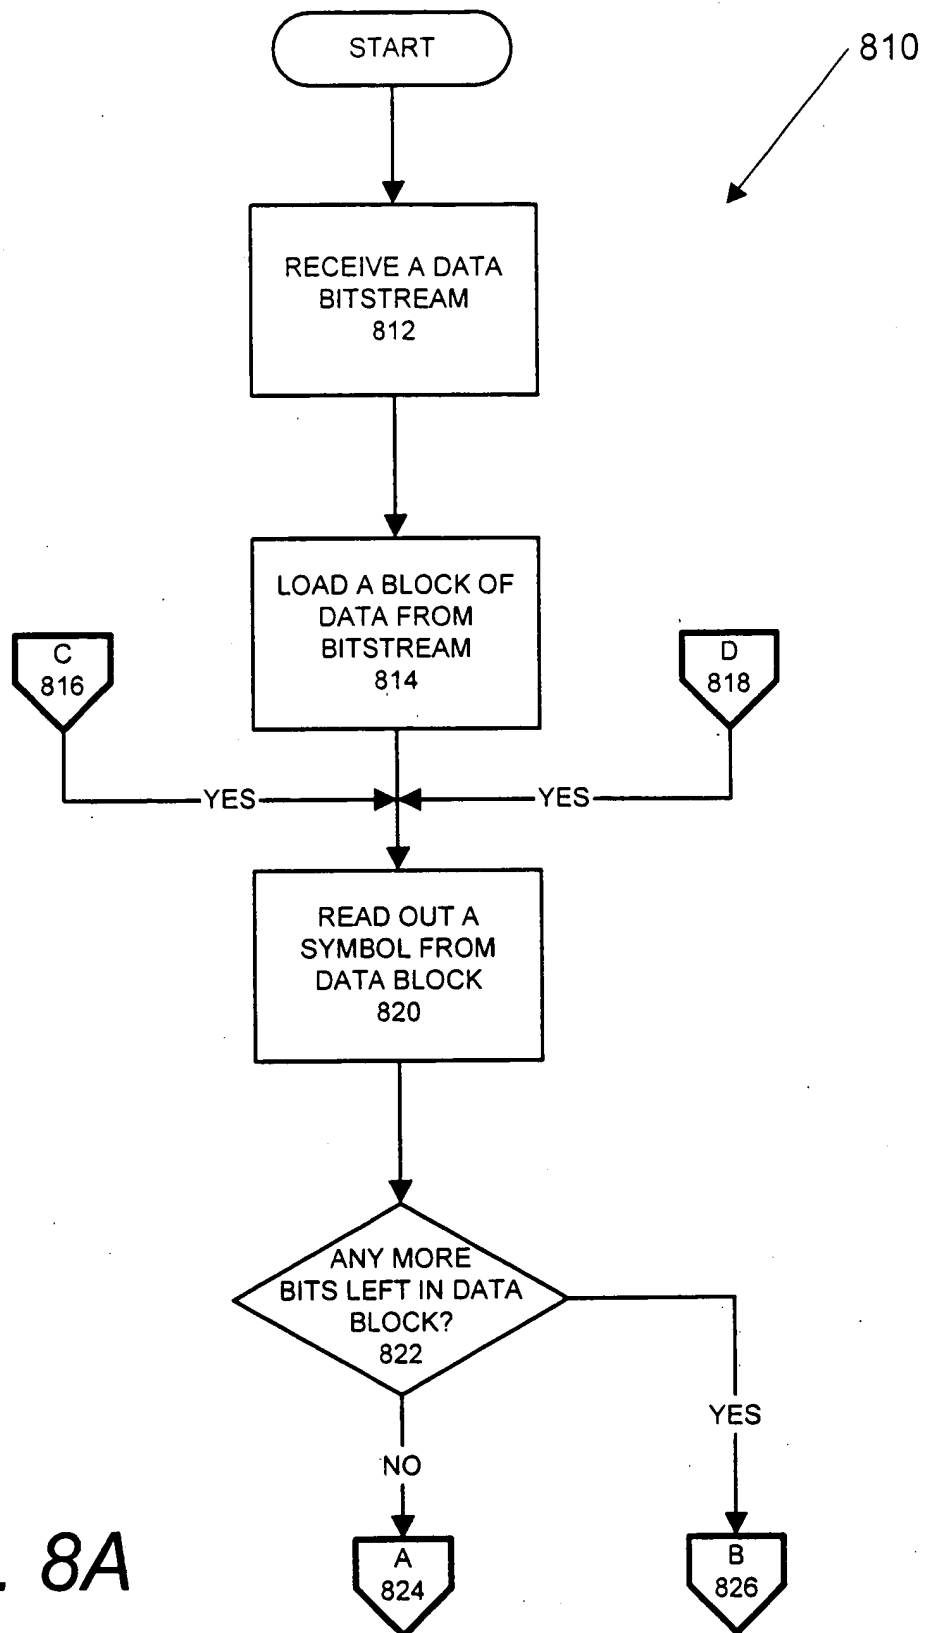 START
810
RECEIVE A DATA
BITSTREAM
812
LOAD A BLOCK OF
DATA FROM
BITSTREAM
814
C
816
D
818
YES
YES
READ OUT A
SYMBOL FROM
DATA BLOCK
820
ANY MORE
BITS LEFT IN DATA
BLOCK?
822
YES
NO
A
824
B
826
. 8A